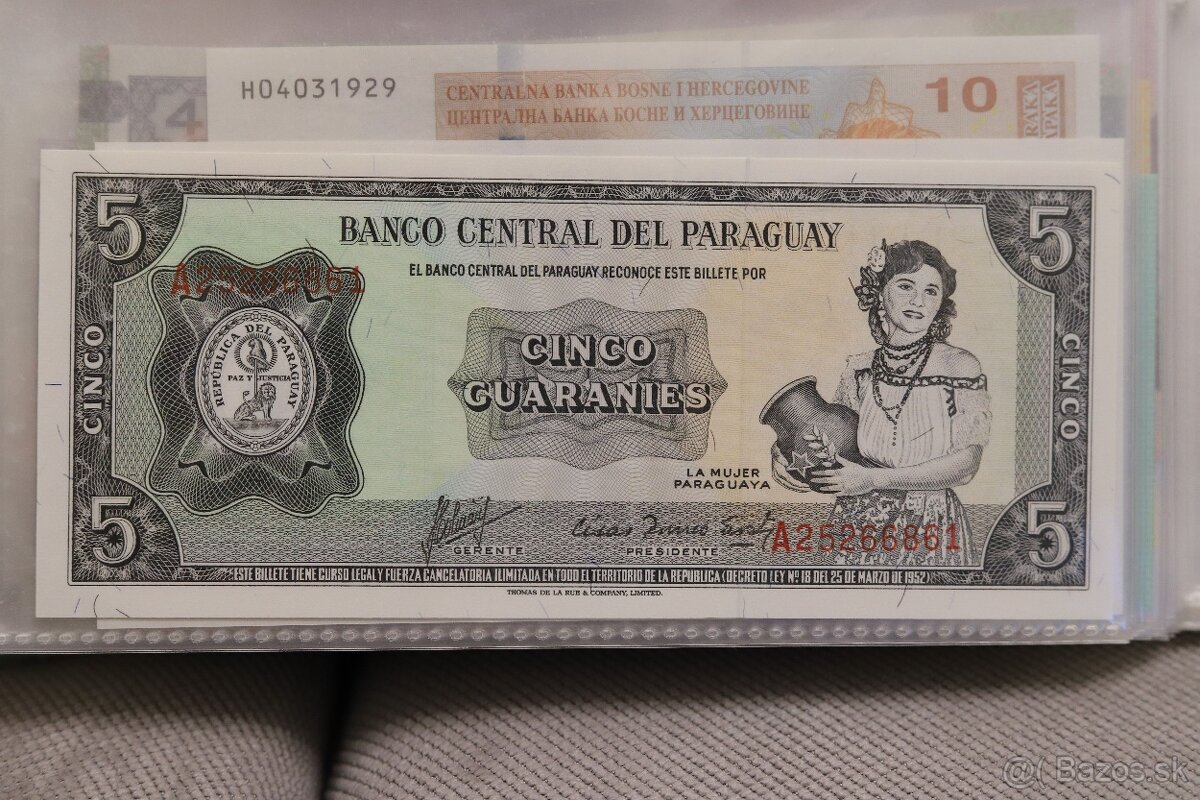 4
H04031929
CENTRALNA BANKA BOSNE I HERCEGOVINE
ЦЕНТРАЛНА БАНКА БОСНЕ И ХЕРЦЕГОВИНЕ
10
5
5
BANCO CENTRAL DEL PARAGUAY
EL BANCO CENTRAL DEL PARAGUAY RECONOCE ESTE BILLETE POR
A25266861
REPÚBLICA DEL PARAGUAY
PAZ Y JUSTICIA
CINCO
CINCO
GUARANIES
CINCO
LA MUJER
PARAGUAYA
5
5
GERENTE
PRESIDENTE
A25266861
ESTE BILLETE TIENE CURSO LEGAL Y FUERZA CANCELATORIA ILIMITADA EN TODO EL TERRITORIO DE LA REPUBLICA (DECRETO LEY Nº 18 DEL 25 DE MARZO DE 1952)
THOMAS DE LA RUE & COMPANY, LIMITED.
@( Bazos.sk